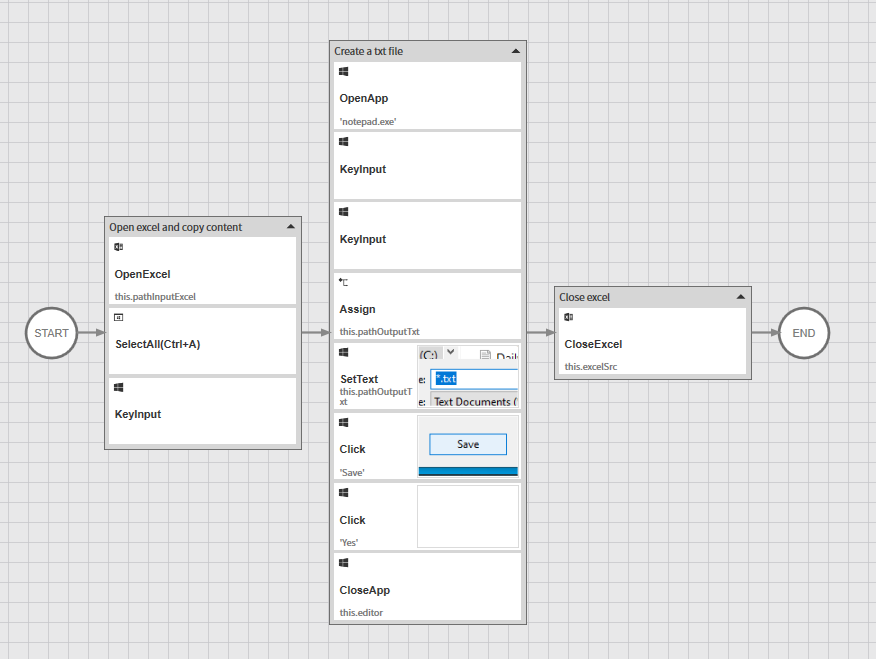 START
Open excel and copy content
OpenExcel
this.pathInputExcel
SelectAll(Ctrl+A)
KeyInput
Create a txt file
OpenApp
'notepad.exe'
KeyInput
KeyInput
Assign
this.pathOutputTxt
SetText
this.pathOutputT
xt
(C:)
e:
*.txt
e:
Text Documents (
Click
'Save'
Save
Click
'Yes'
CloseApp
this.editor
Close excel
CloseExcel
this.excelSrc
END